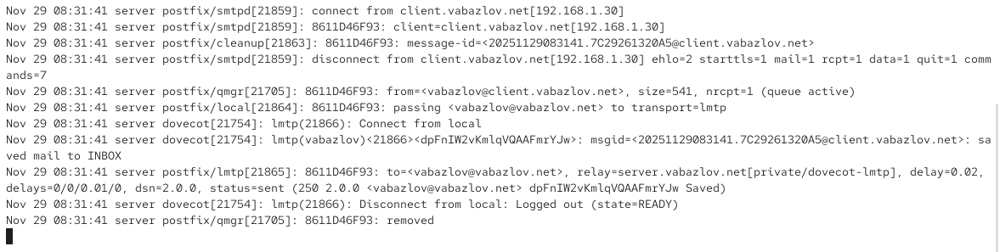 Nov 29 08:31:41 server postfix/smtpd[21859]: connect from client.vabazlov.net[192.168.1.30]
Nov 29 08:31:41 server postfix/smtpd[21859]: 8611D46F93: client=client.vabazlov.net[192.168.1.30]
Nov 29 08:31:41 server postfix/cleanup[21863]: 8611D46F93: message-id=<20251129083141.7C29261320A5@client.vabazlov.net>
Nov 29 08:31:41 server postfix/smtpd[21859]: disconnect from client.vabazlov.net[192.168.1.30] ehlo=2 starttls=1 mail=1 rcpt=1 data=1 quit=1 comm
ands=7
Nov 29 08:31:41 server postfix/qmgr[21705]: 8611D46F93: from=<vabazlov@client.vabazlov.net>, size=541, nrcpt=1 (queue active)
Nov 29 08:31:41 server postfix/local[21864]: 8611D46F93: passing <vabazlov@vabazlov.net> to transport=lmtp
Nov 29 08:31:41 server dovecot[21754]: lmtp(21866): Connect from local
Nov 29 08:31:41 server dovecot[21754]: lmtp(vabazlov)<21866><dpFnIW2vKmlqVQAAFmrYJw>: msgid=<20251129083141.7C29261320A5@client.vabazlov.net>: sa
ved mail to INBOX
Nov 29 08:31:41 server postfix/lmtp[21865]: 8611D46F93: to=<vabazlov@vabazlov.net>, relay=server.vabazlov.net[private/dovecot-lmtp], delay=0.02,
delays=0/0/0.01/0, dsn=2.0.0, status=sent (250 2.0.0 <vabazlov@vabazlov.net> dpFnIW2vKmlqVQAAFmrYJw Saved)
Nov 29 08:31:41 server dovecot[21754]: lmtp(21866): Disconnect from local: Logged out (state=READY)
Nov 29 08:31:41 server postfix/qmgr[21705]: 8611D46F93: removed